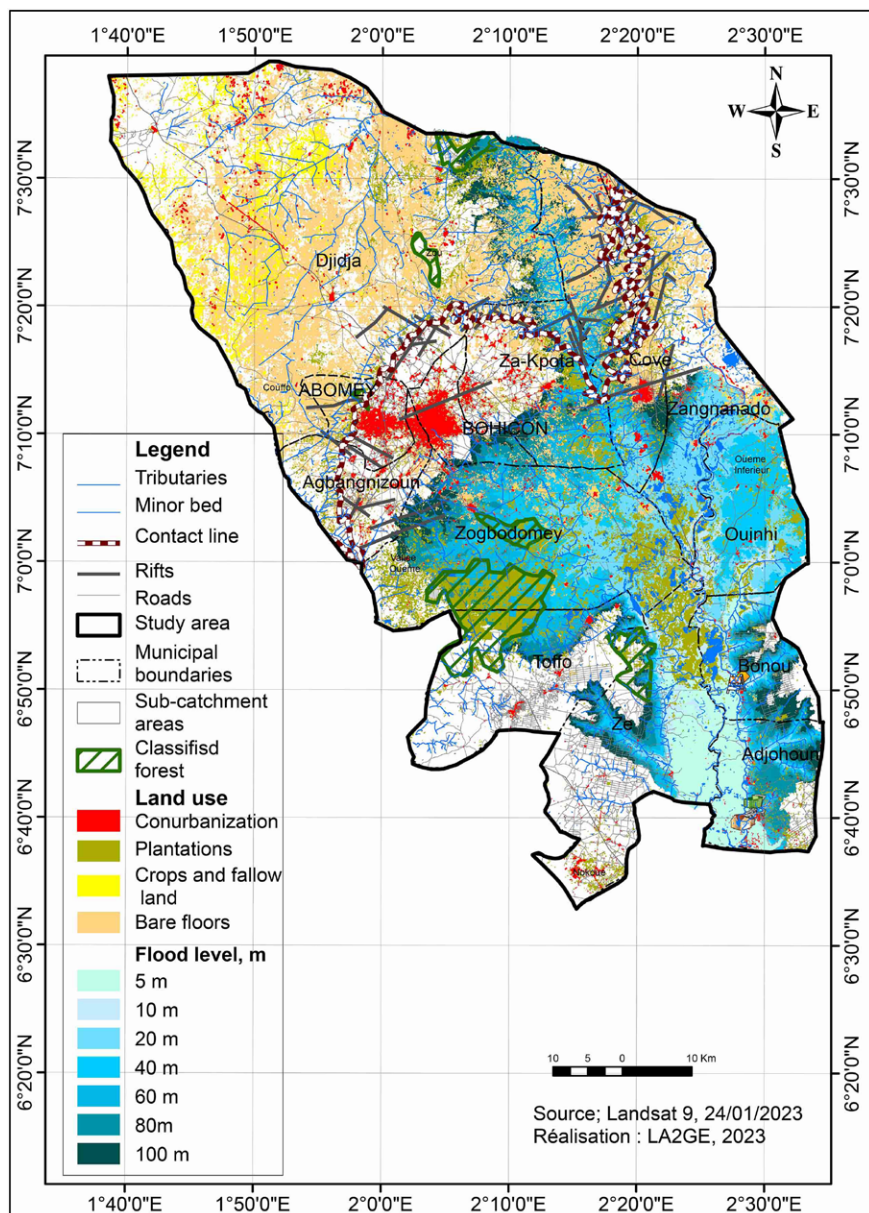 1°40'0"E 1°50'0"E 2°0'0"E 2°10'0"E 2°20'0"E 2°30'0"E
N
W E
S
7°30'0"N 7°30'0"N
Zou
Djidja
7°20'0"N 7°20'0"N
Za-Kpota Cove
Couffo ABOMEY
Zangnanado
7°10'0"N 7°10'0"N
BOHICON
Oueme
Inferieur
Agbangnizoun
Zogbodomey Ouinhi
7°0'0"N 7°0'0"N
Vallée
Ouémé
Toffo Bonou
6°50'0"N 6°50'0"N
Ze
Adjohoun
6°40'0"N 6°40'0"N
Nokoué
6°30'0"N 6°30'0"N
6°20'0"N 6°20'0"N
Legend
Tributaries
Minor bed
Contact line
Rifts
Roads
Study area
Municipal
boundaries
Sub-catchment
areas
Classifisd
forest
Land use
Conurbanization
Plantations
Crops and fallow
land
Bare floors
Flood level, m
5 m
10 m
20 m
40 m
60 m
80m
100 m
10 5 0 10 Km
Source; Landsat 9, 24/01/2023
Réalisation : LA2GE, 2023
1°40'0"E 1°50'0"E 2°0'0"E 2°10'0"E 2°20'0"E 2°30'0"E